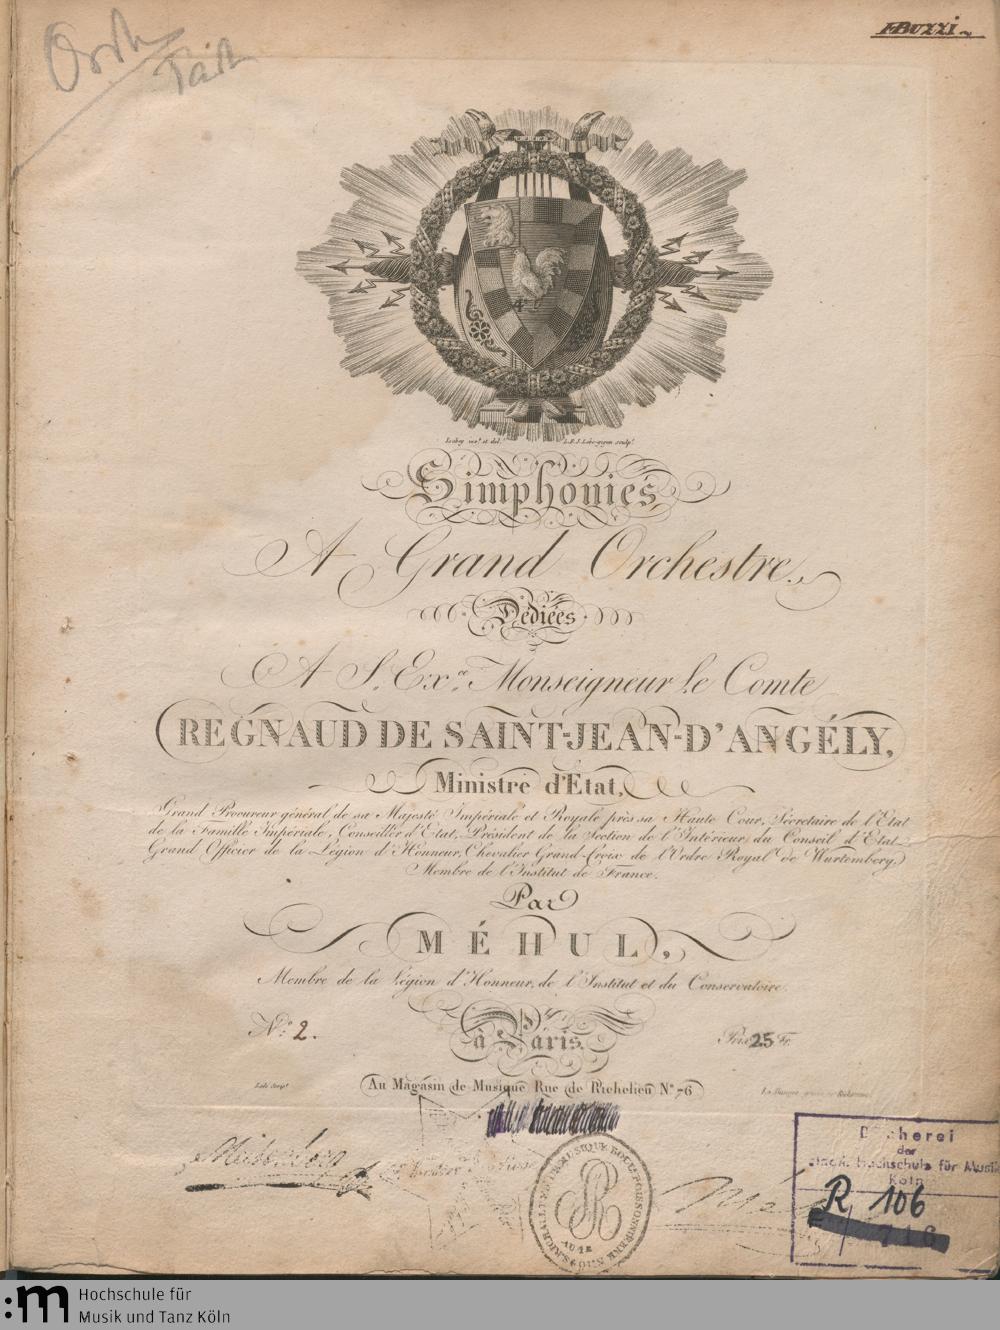 FBUZZI
Simphonies
A Grand Orchestre.
Dédiées
A S. Ex.ce Monseigneur le Comte
REGNAUD DE SAINT-JEAN-D'ANGÉLY,
Ministre d'Etat,
Grand Procureur général de sa Majesté Impériale et Royale près sa Haute Cour, Sécretaire de l'Etat
de la Famille Impériale, Conseiller d'Etat, Président de la Section de l'Intérieur, du Conseil d'Etat
Grand Officier de la Légion d'Honneur, Chevalier Grand-Croix de l'Ordre Royal de Wurtemberg,
Membre de l'Institut de France.
Par
MÉHUL,
Membre de la Légion d'Honneur, de l'Institut et du Conservatoire.
N.o 2.
à Paris.
Prix 25 Fr.
Au Magasin de Musique Rue de Richelieu N.o 76
Bücherei
der
Hochschule für Musik
Köln
R 106
716
:m Hochschule für
Musik und Tanz Köln